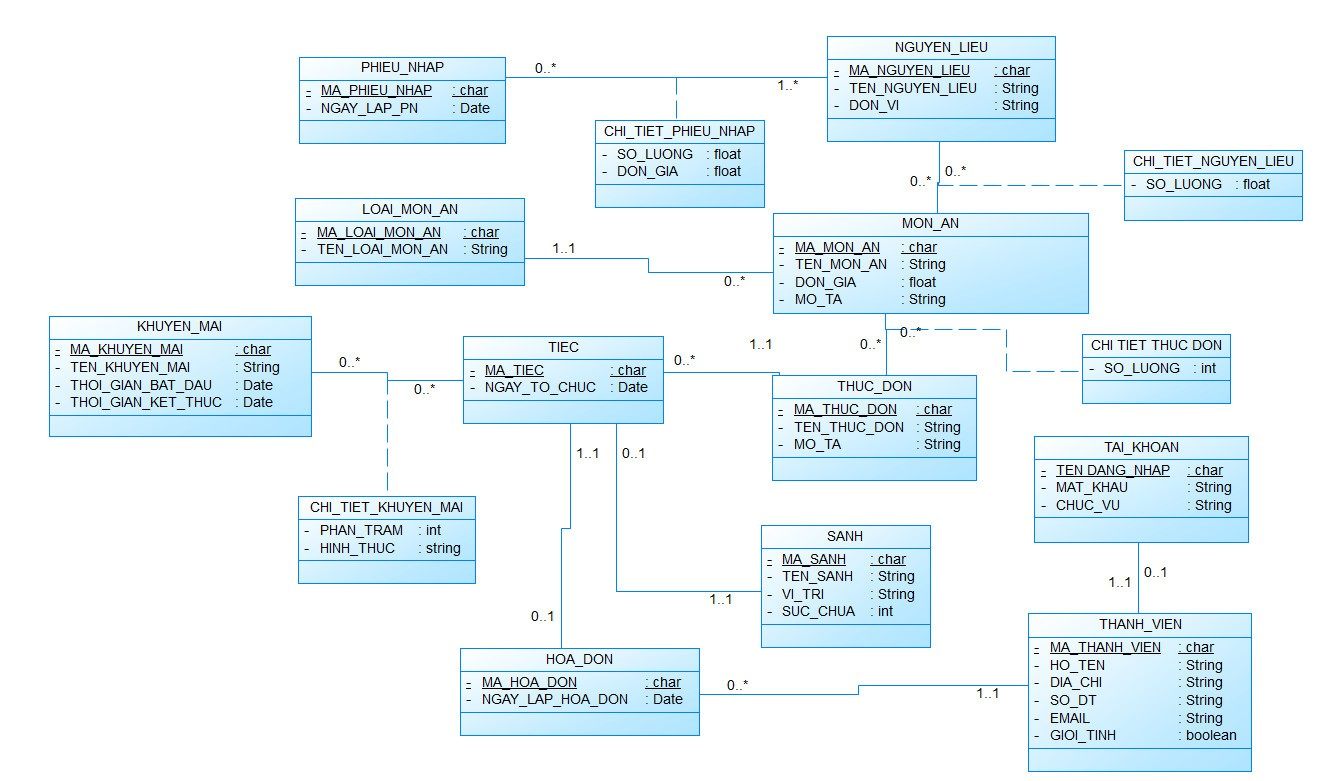 PHIEU_NHAP
- MA_PHIEU_NHAP : char
- NGAY_LAP_PN : Date
0..*
1..*
NGUYEN_LIEU
- MA_NGUYEN_LIEU : char
- TEN_NGUYEN_LIEU : String
- DON_VI : String
CHI_TIET_PHIEU_NHAP
- SO_LUONG : float
- DON_GIA : float
0..*
0..*
CHI_TIET_NGUYEN_LIEU
- SO_LUONG : float
LOAI_MON_AN
- MA_LOAI_MON_AN : char
- TEN_LOAI_MON_AN : String
1..1
0..*
MON_AN
- MA_MON_AN : char
- TEN_MON_AN : String
- DON_GIA : float
- MO_TA : String
KHUYEN_MAI
- MA_KHUYEN_MAI : char
- TEN_KHUYEN_MAI : String
- THOI_GIAN_BAT_DAU : Date
- THOI_GIAN_KET_THUC : Date
0..*
0..*
TIEC
- MA_TIEC : char
- NGAY_TO_CHUC : Date
0..*
1..1
0..*
0..*
CHI TIET THUC DON
- SO_LUONG : int
THUC_DON
- MA_THUC_DON : char
- TEN_THUC_DON : String
- MO_TA : String
CHI_TIET_KHUYEN_MAI
- PHAN_TRAM : int
- HINH_THUC : string
1..1
0..1
TAI_KHOAN
- TEN DANG_NHAP : char
- MAT_KHAU : String
- CHUC_VU : String
SANH
- MA_SANH : char
- TEN_SANH : String
- VI_TRI : String
- SUC_CHUA : int
1..1
0..1
1..1
0..1
HOA_DON
- MA_HOA_DON : char
- NGAY_LAP_HOA_DON : Date
0..*
1..1
THANH_VIEN
- MA_THANH_VIEN : char
- HO_TEN : String
- DIA_CHI : String
- SO_DT : String
- EMAIL : String
- GIOI_TINH : boolean